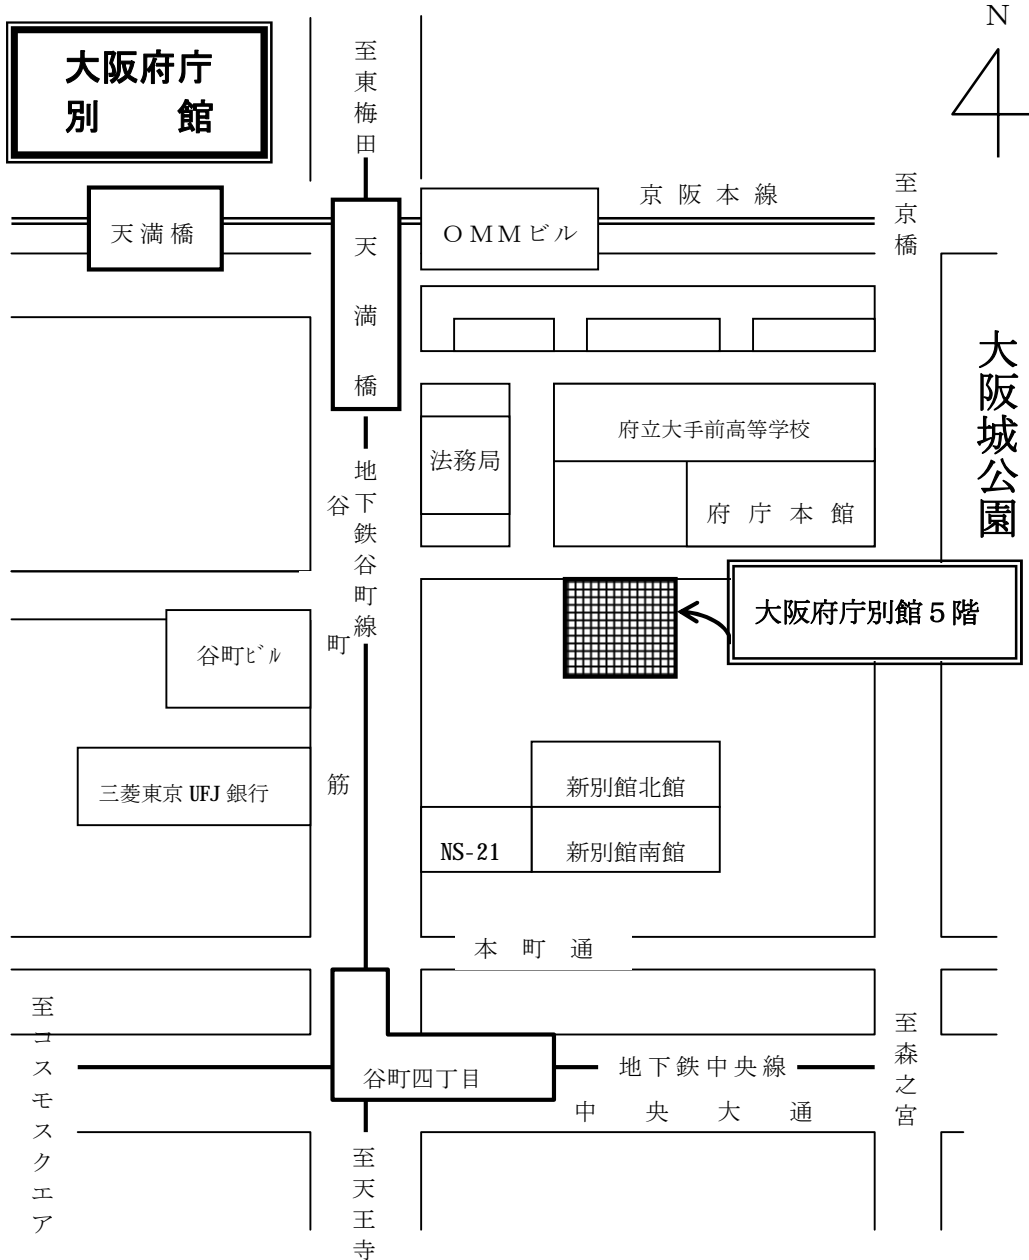 大阪府庁
別 館
N
至東梅田
京阪本線
至京橋
天満橋
天満橋
OMMビル
大阪城公園
府立大手前高等学校
法務局
府庁本館
地下鉄谷町線
谷町筋
大阪府庁別館5階
谷町ビル
三菱東京UFJ銀行
新別館北館
NS-21
新別館南館
本町通
至コスモスクエア
谷町四丁目
地下鉄中央線
至森之宮
中央大通
至天王寺